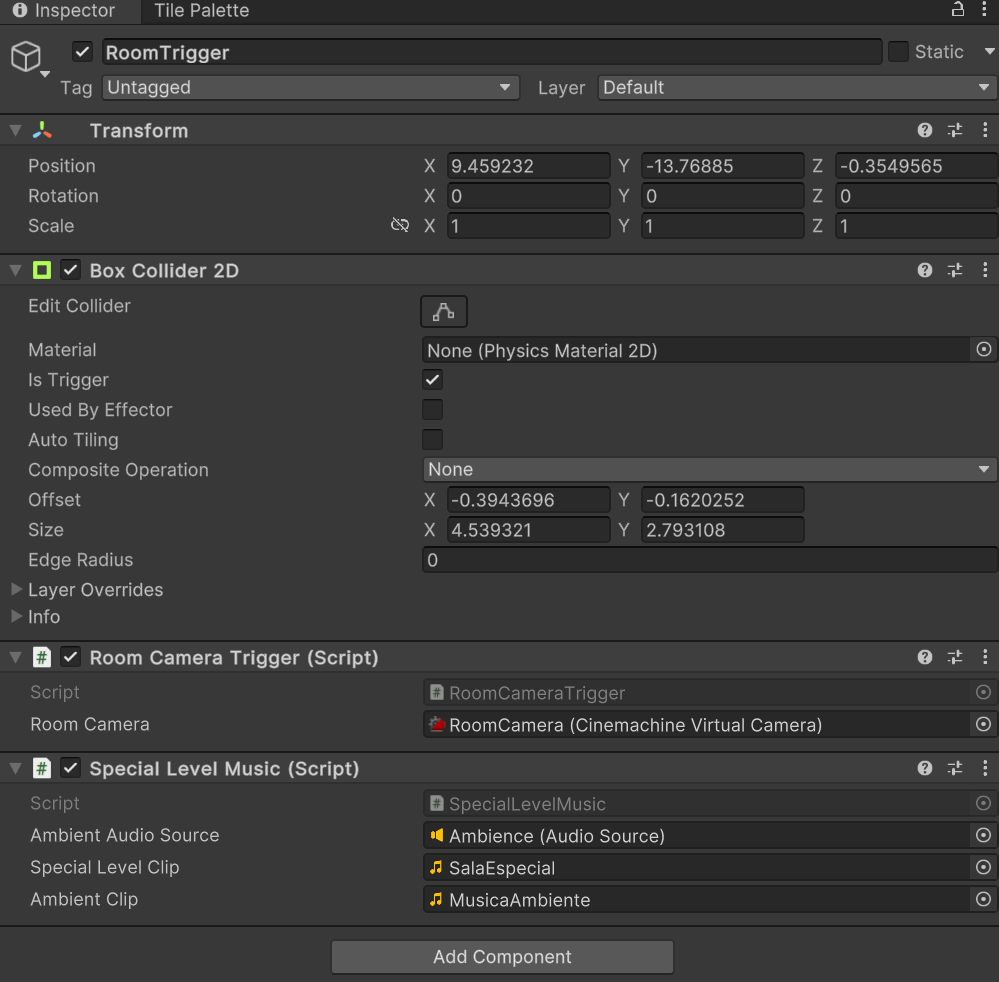 Inspector Tile Palette
RoomTrigger Static
Tag Untagged Layer Default
Transform
Position X 9.459232 Y -13.76885 Z -0.3549565
Rotation X 0 Y 0 Z 0
Scale X 1 Y 1 Z 1
Box Collider 2D
Edit Collider
Material None (Physics Material 2D)
Is Trigger
Used By Effector
Auto Tiling
Composite Operation None
Offset X -0.3943696 Y -0.1620252
Size X 4.539321 Y 2.793108
Edge Radius 0
Layer Overrides
Info
# Room Camera Trigger (Script)
Script # RoomCameraTrigger
Room Camera RoomCamera (Cinemachine Virtual Camera)
# Special Level Music (Script)
Script # SpecialLevelMusic
Ambient Audio Source Ambience (Audio Source)
Special Level Clip SalaEspecial
Ambient Clip MusicaAmbiente
Add Component